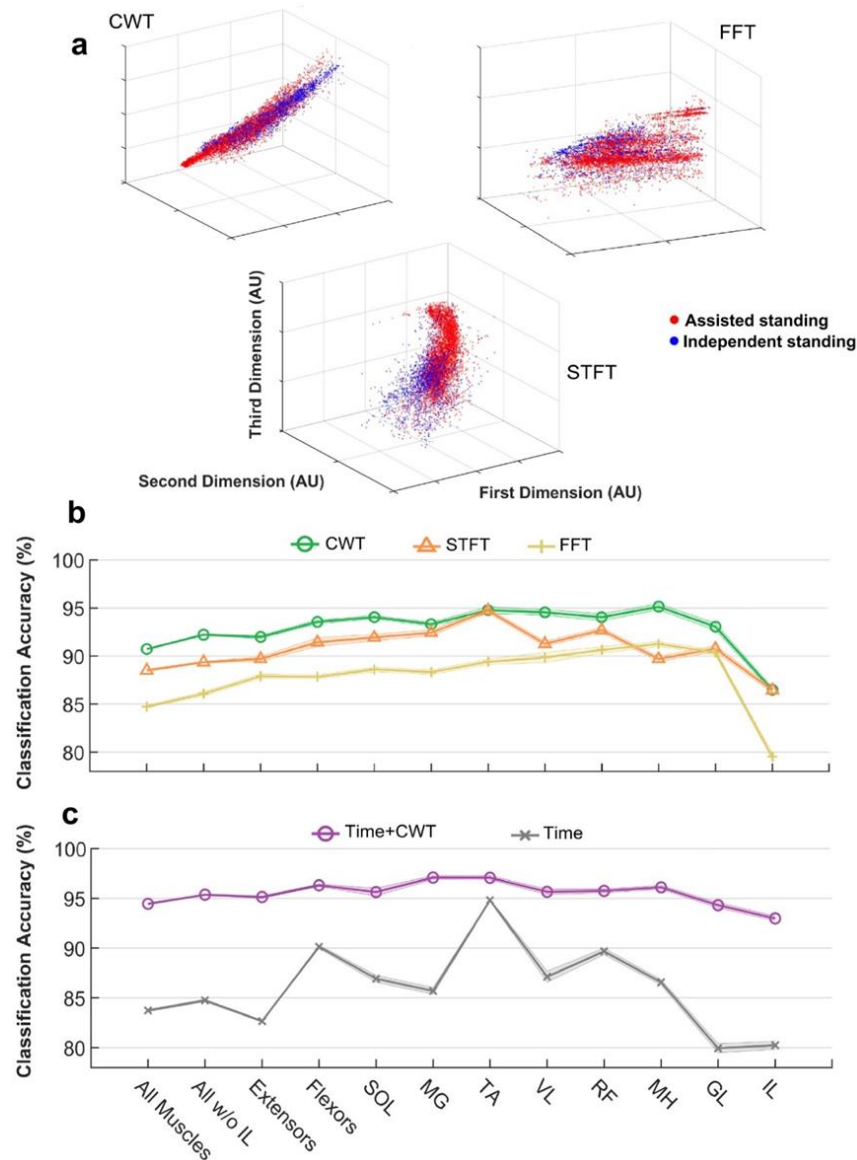 a
CWT
FFT
Third Dimension (AU)
Second Dimension (AU)
First Dimension (AU)
STFT
Assisted standing
Independent standing
b
CWT STFT FFT
Classification Accuracy (%)
100
95
90
85
80
c
Time+CWT Time
Classification Accuracy (%)
100
95
90
85
80
All Muscles
All w/o IL
Extensors
Flexors
SOL
MG
TA
VL
RF
MH
GL
IL